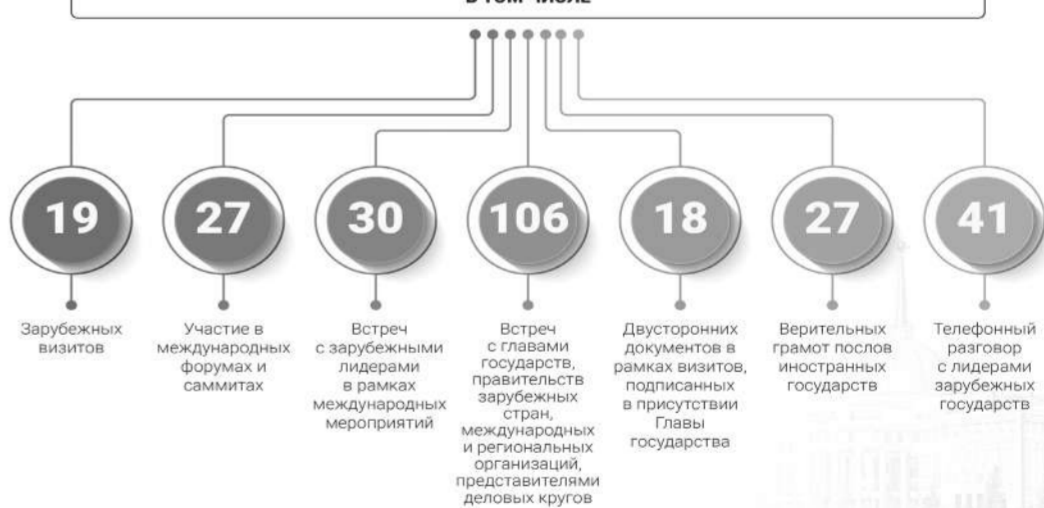 в том числе
19
Зарубежных
визитов
27
Участие в
международных
форумах и
саммитах
30
Встреч
с зарубежными
лидерами
в рамках
международных
мероприятий
106
Встреч
с главами
государств,
правительств
зарубежных
стран,
международных
и региональных
организаций,
представителями
деловых кругов
18
Двусторонних
документов в
рамках визитов,
подписанных
в присутствии
Главы
государства
27
Верительных
грамот послов
иностранных
государств
41
Телефонный
разговор
с лидерами
зарубежных
государств